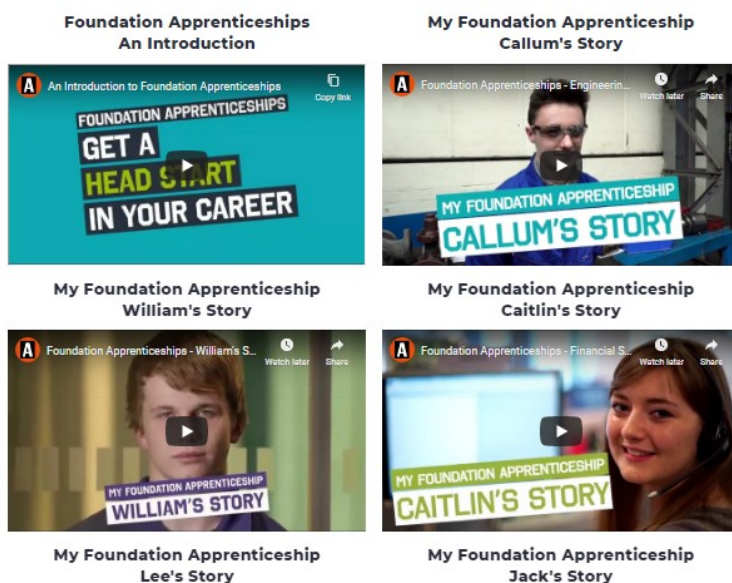 Foundation Apprenticeships
An Introduction
My Foundation Apprenticeship
Callum's Story
A
An Introduction to Foundation Apprenticeships
Copy link
FOUNDATION APPRENTICESHIPS
GET A
HEAD START
IN YOUR CAREER
A
Foundation Apprenticeships - Engineerin...
Watch later
Share
MY FOUNDATION APPRENTICESHIP
CALLUM'S STORY
My Foundation Apprenticeship
William's Story
My Foundation Apprenticeship
Caitlin's Story
A
Foundation Apprenticeships - William's S...
Watch later
Share
MY FOUNDATION APPRENTICESHIP
WILLIAM'S STORY
A
Foundation Apprenticeships - Financial S...
Watch later
Share
MY FOUNDATION APPRENTICESHIP
CAITLIN'S STORY
My Foundation Apprenticeship
Lee's Story
My Foundation Apprenticeship
Jack's Story